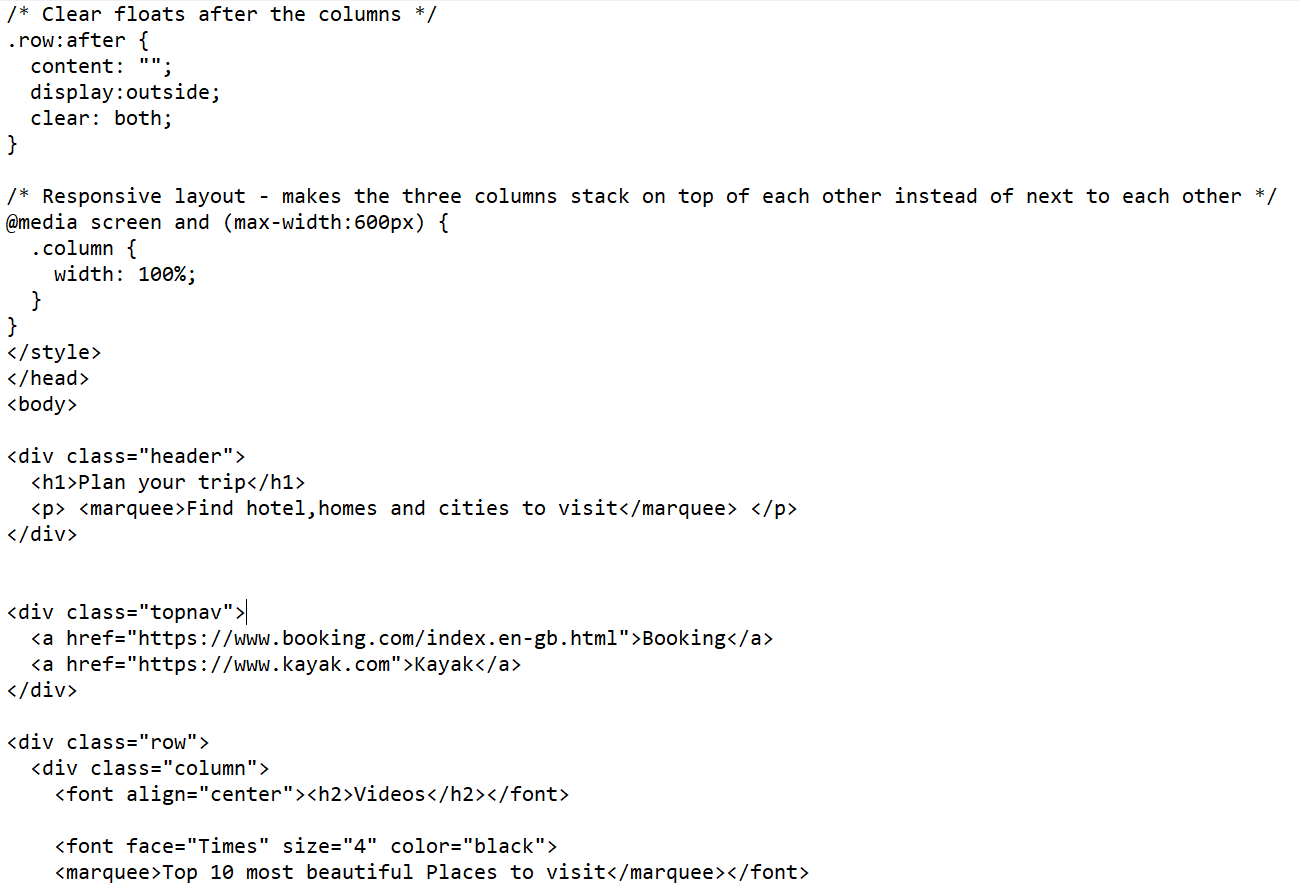 /* Clear floats after the columns */
.row:after {
  content: "";
  display:outside;
  clear: both;
}

/* Responsive layout - makes the three columns stack on top of each other instead of next to each other */
@media screen and (max-width:600px) {
  .column {
    width: 100%;
  }
}
</style>
</head>
<body>

<div class="header">
  <h1>Plan your trip</h1>
  <p> <marquee>Find hotel,homes and cities to visit</marquee> </p>
</div>


<div class="topnav">
  <a href="https://www.booking.com/index.en-gb.html">Booking</a>
  <a href="https://www.kayak.com">Kayak</a>
</div>

<div class="row">
  <div class="column">
    <font align="center"><h2>Videos</h2></font>

    <font face="Times" size="4" color="black">
    <marquee>Top 10 most beautiful Places to visit</marquee></font>